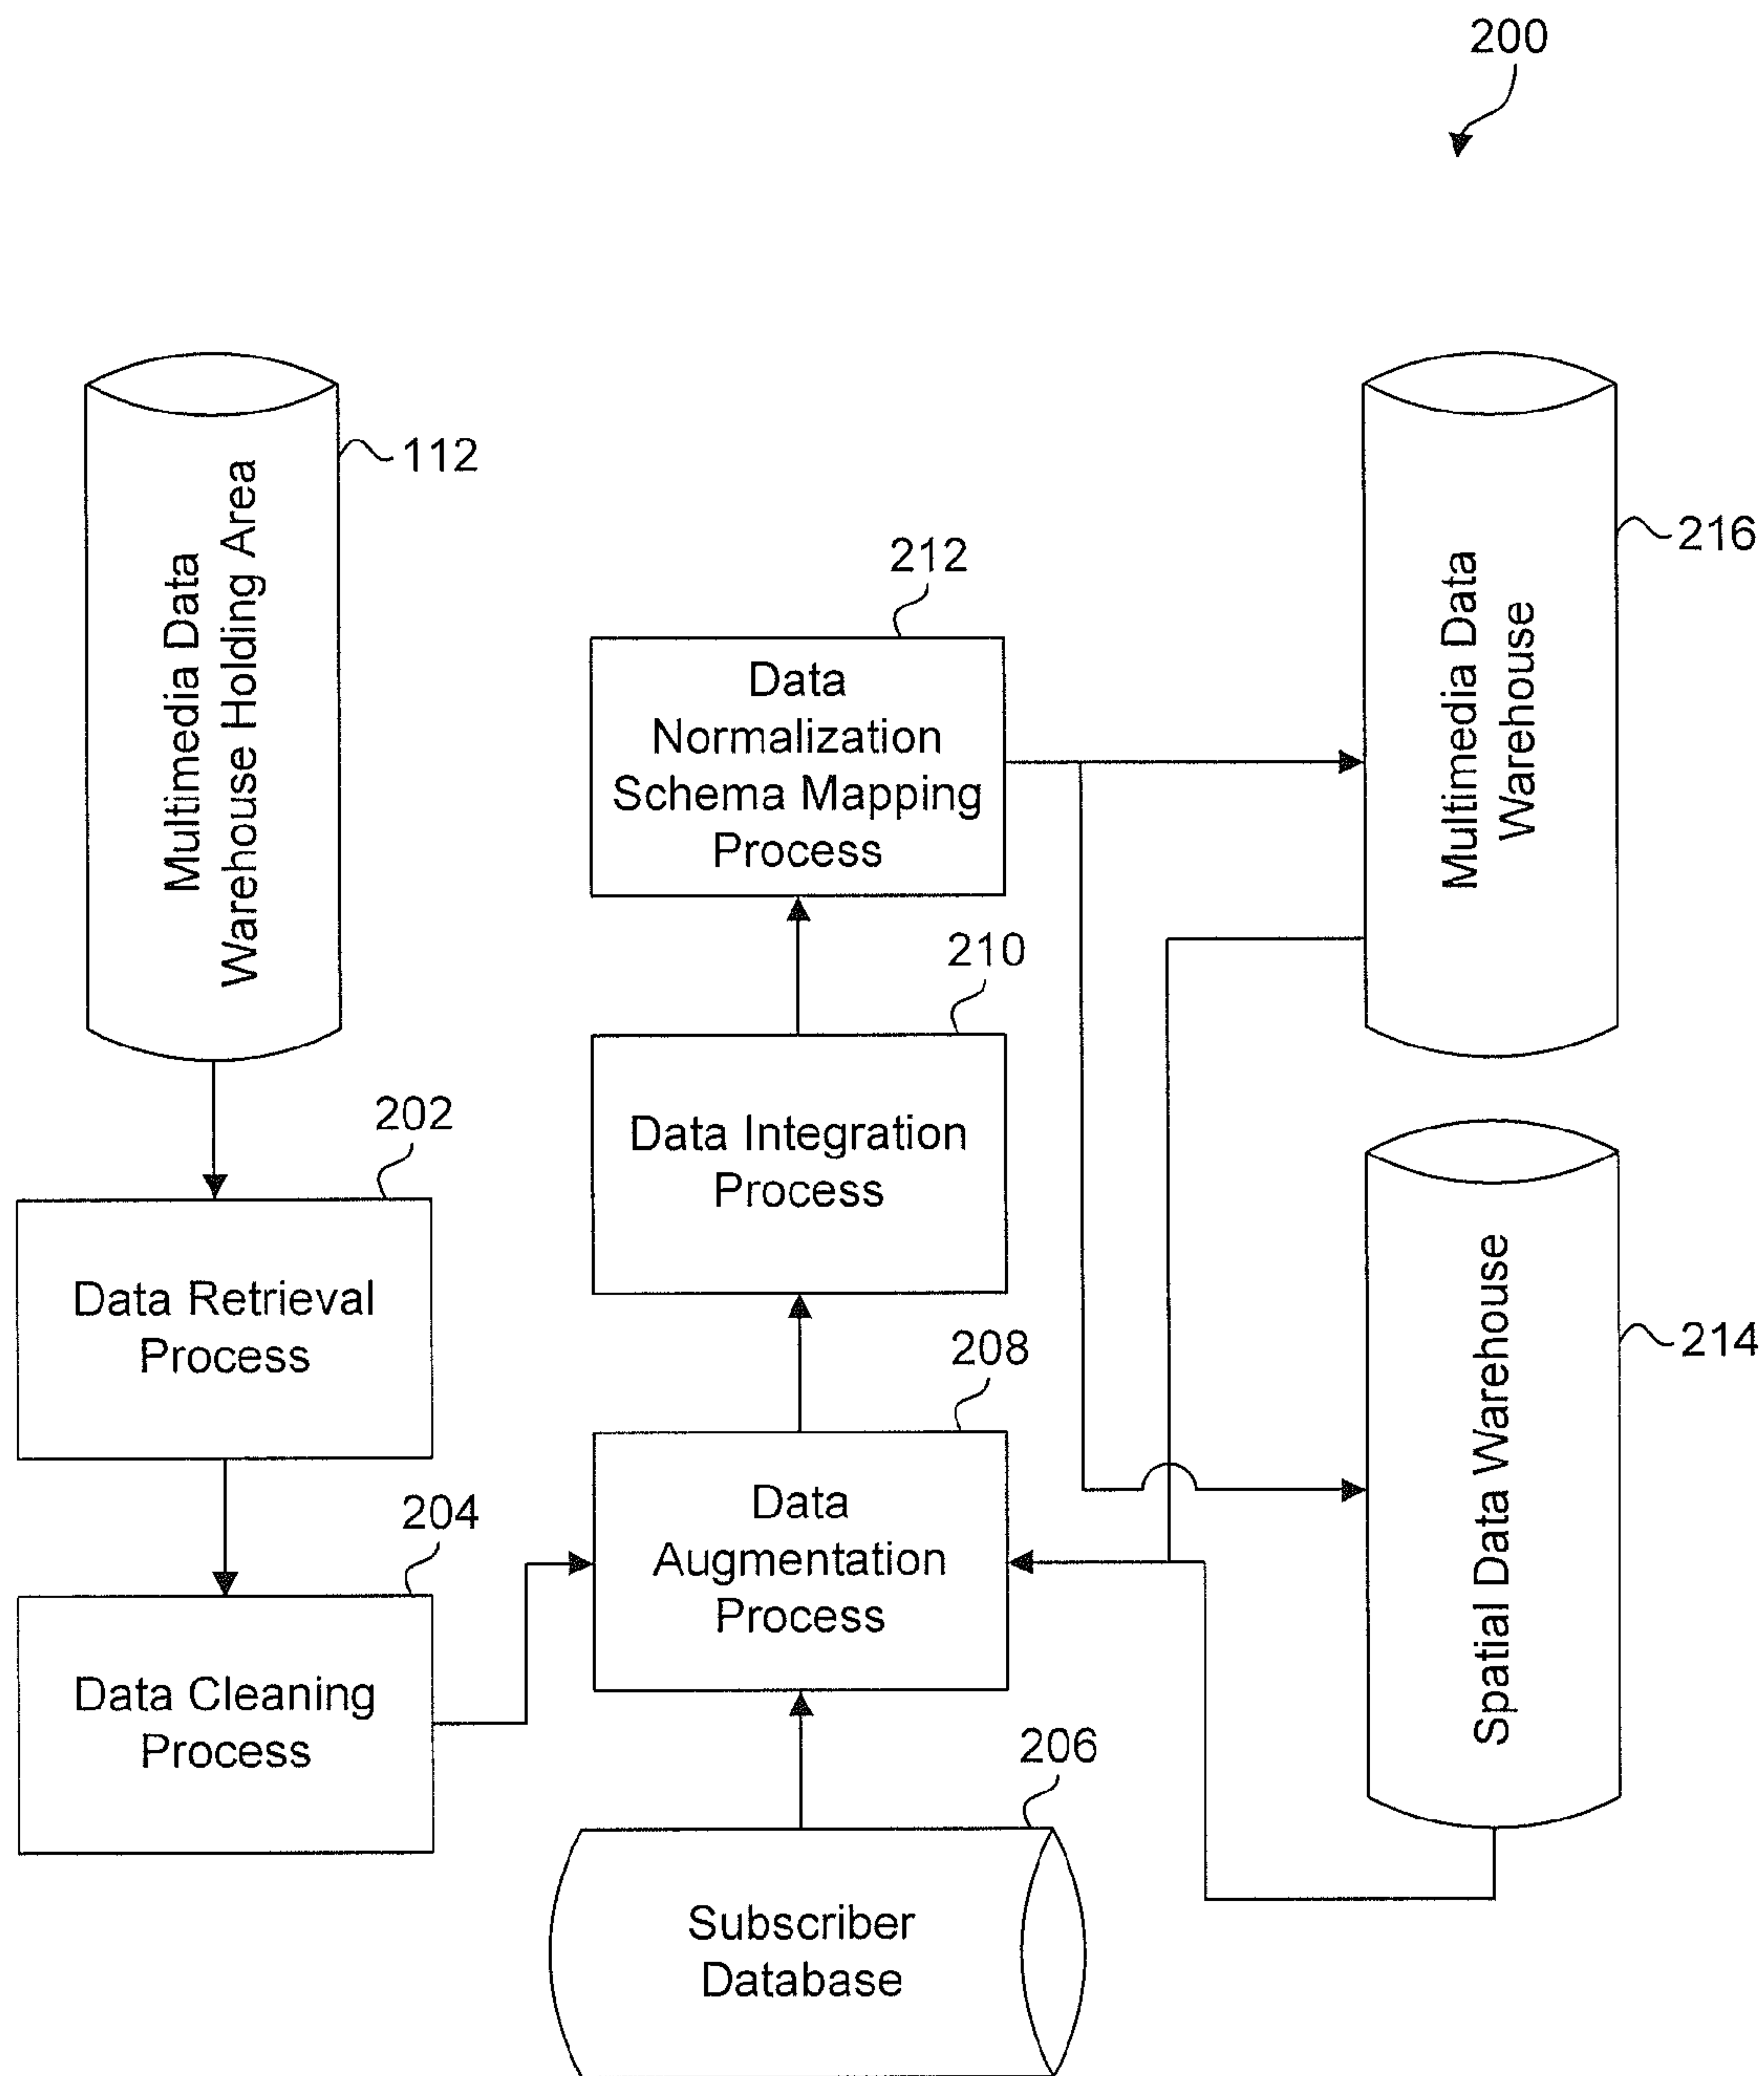 200
Multimedia Data
Warehouse Holding Area
112
202
Data Retrieval
Process
204
Data Cleaning
Process
212
Data
Normalization
Schema Mapping
Process
210
Data Integration
Process
208
Data
Augmentation
Process
206
Subscriber
Database
Multimedia Data
Warehouse
216
Spatial Data Warehouse
214